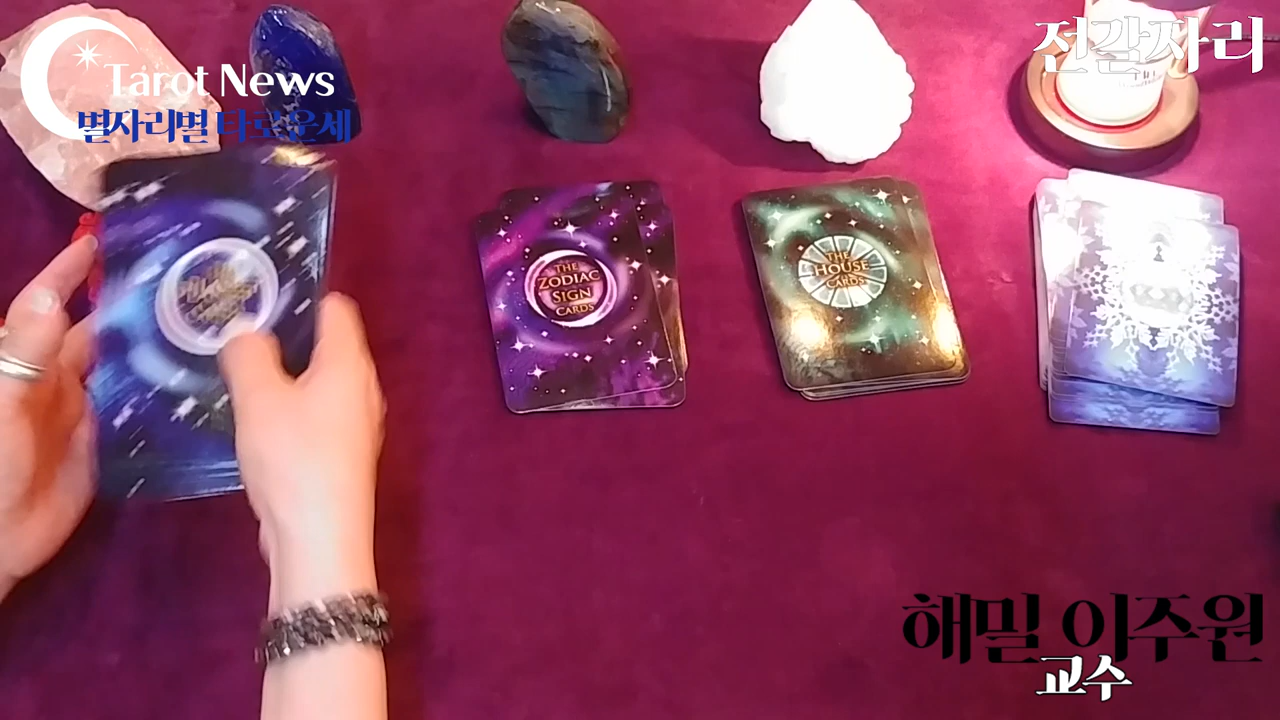 Tarot News
별자리별 타로운세
전갈자리
THE
ZODIAC
SIGN
CARDS
THE
HOUSE
CARDS
해밀 이주원
교수